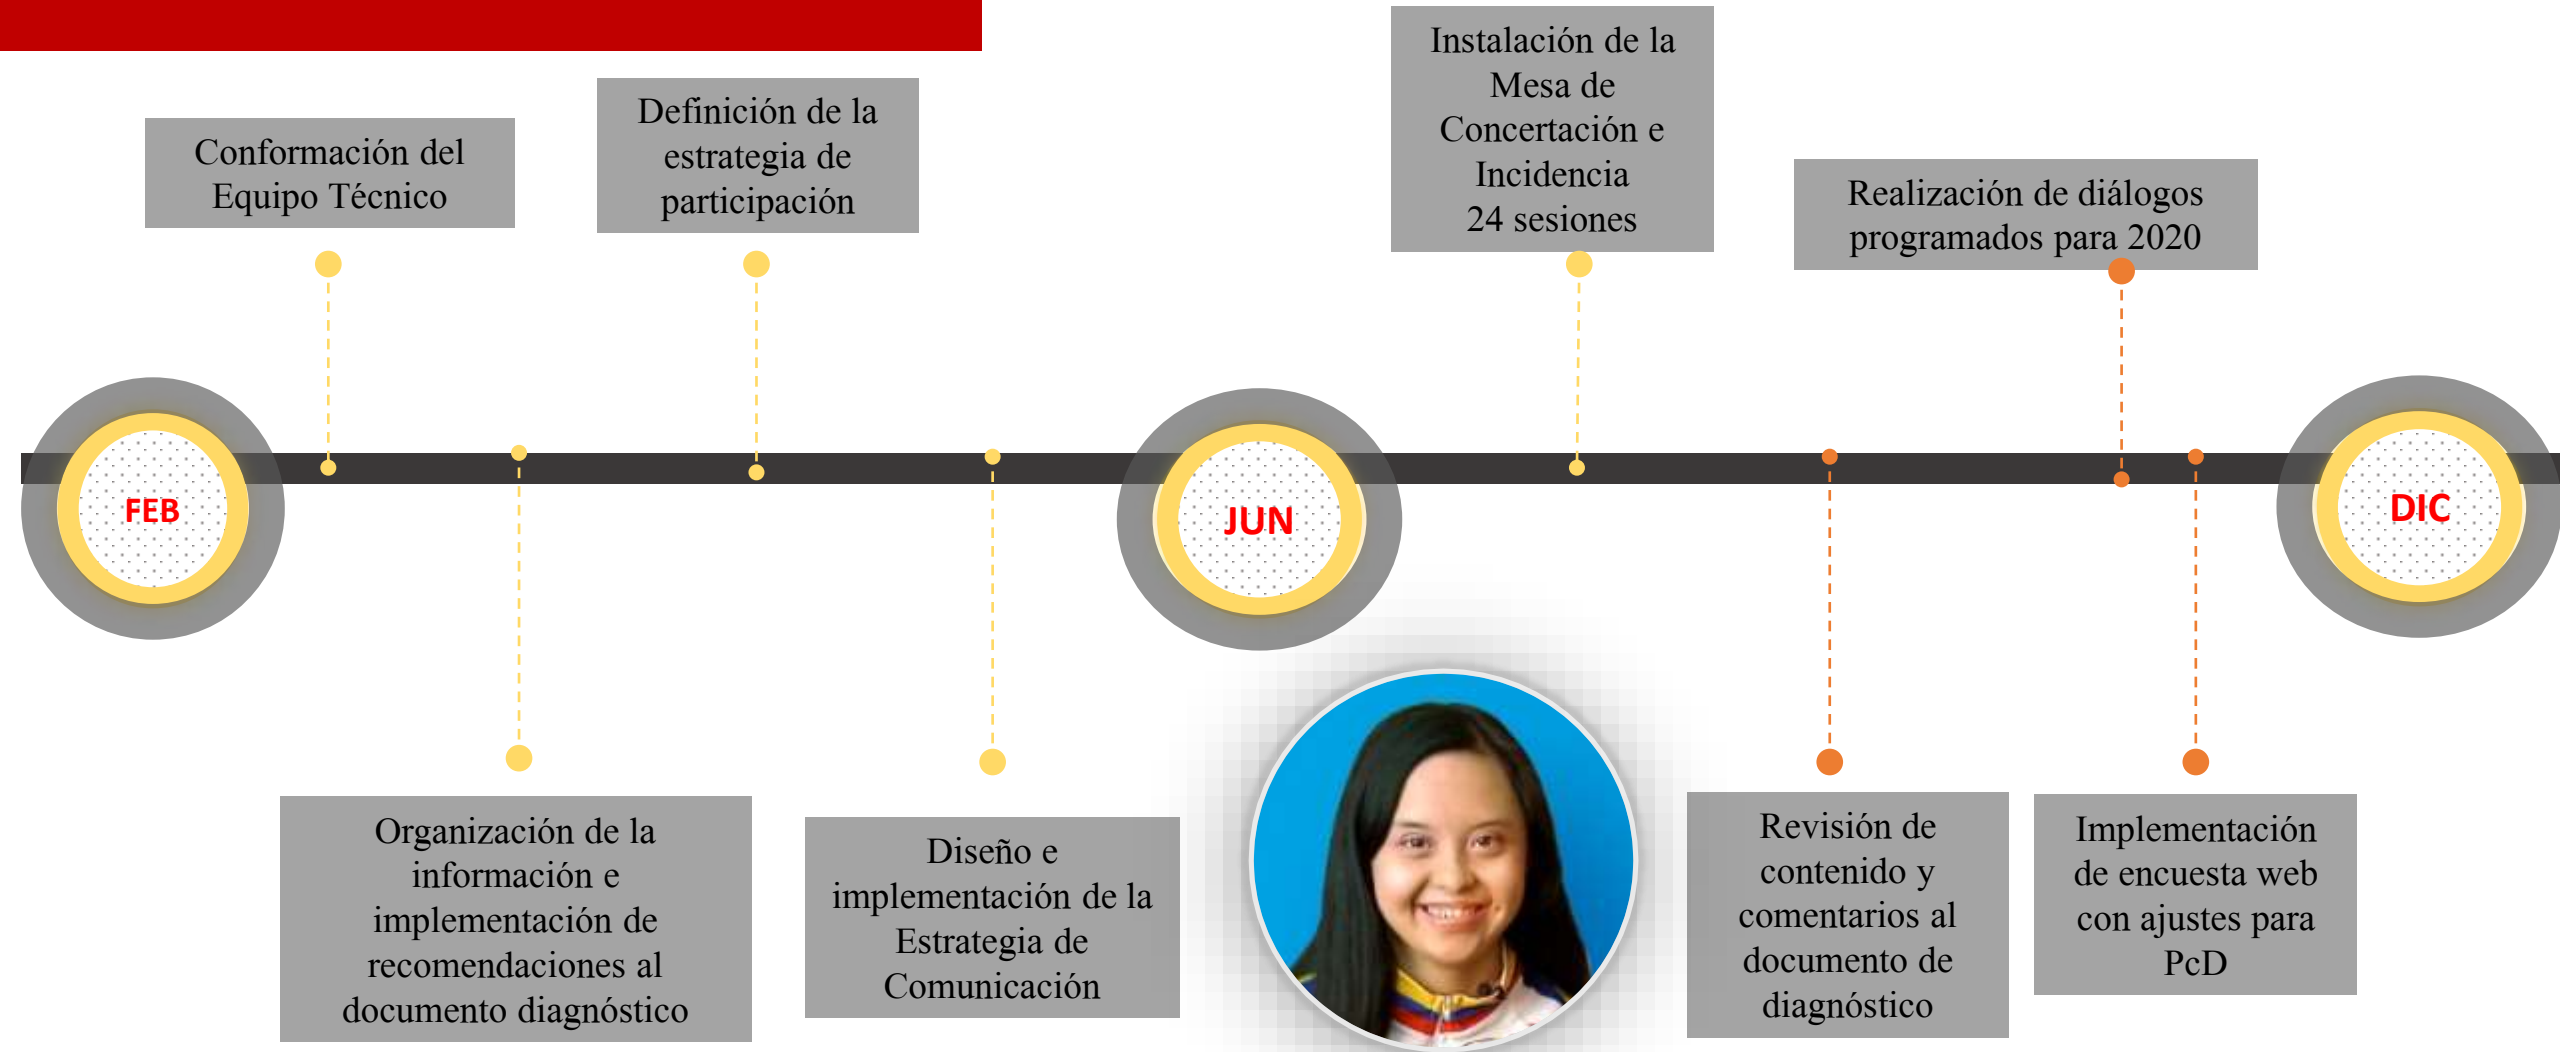 Conformación del
Equipo Técnico
Definición de la
estrategia de
participación
Instalación de la
Mesa de
Concertación e
Incidencia
24 sesiones
Realización de diálogos
programados para 2020
FEB
JUN
DIC
Organización de la
información e
implementación de
recomendaciones al
documento diagnóstico
Diseño e
implementación de la
Estrategia de
Comunicación
Revisión de
contenido y
comentarios al
documento de
diagnóstico
Implementación
de encuesta web
con ajustes para
PcD